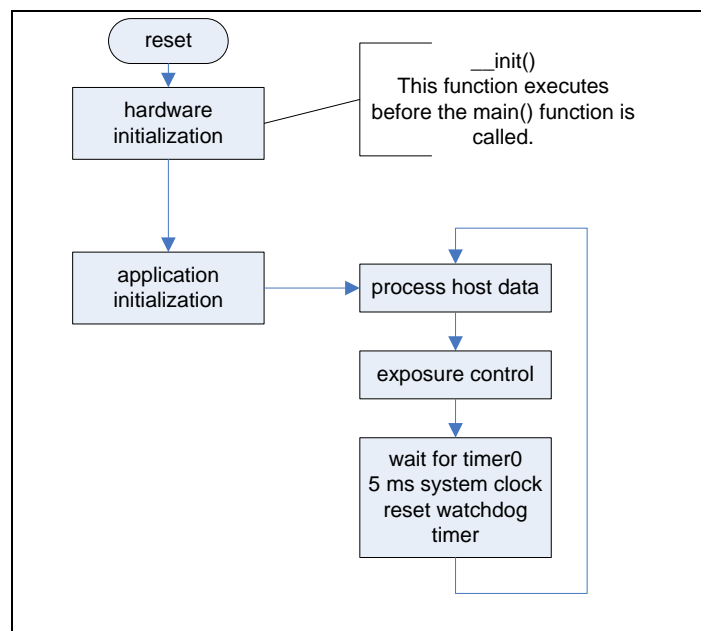 reset
hardware
initialization
__init()
This function executes
before the main() function is
called.
application
initialization
process host data
exposure control
wait for timer0
5 ms system clock
reset watchdog
timer